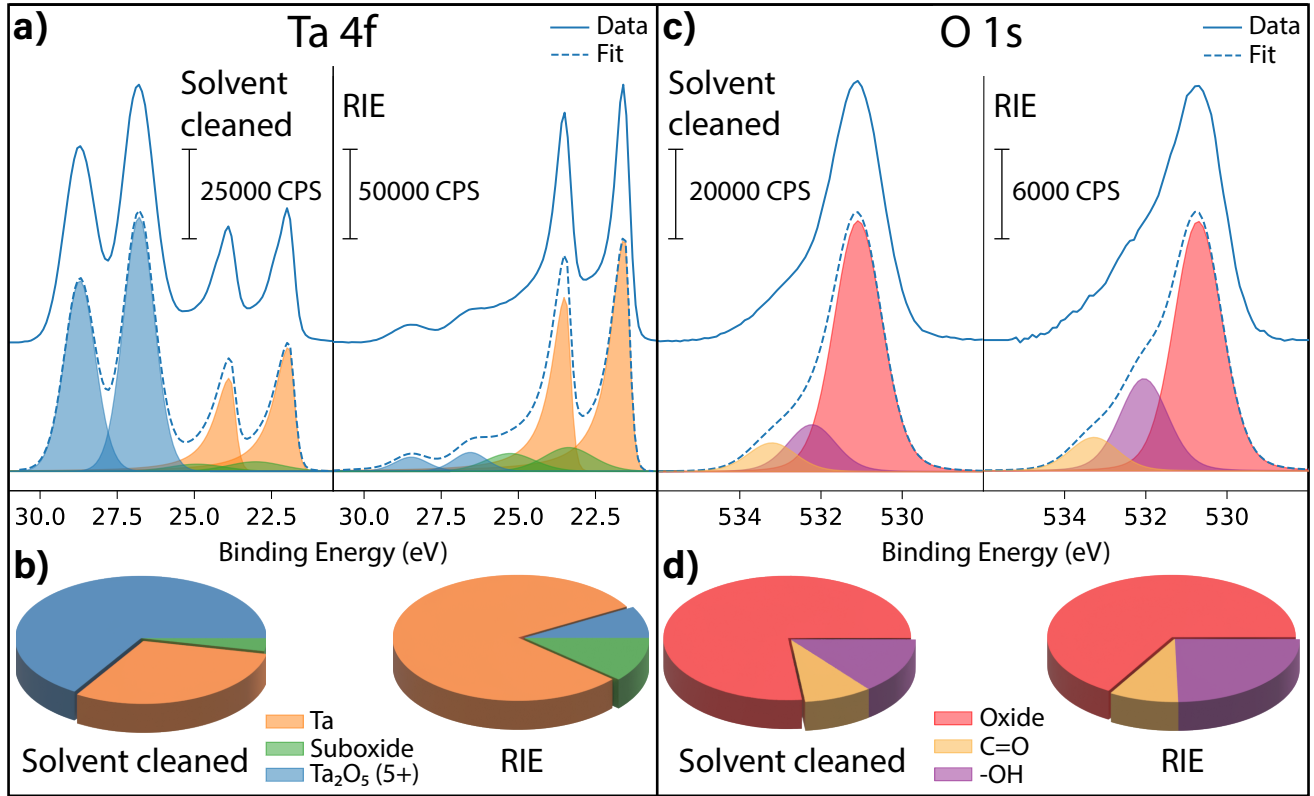 a)
Ta 4f
Data
Fit
Solvent
cleaned
25000 CPS
RIE
50000 CPS
30.0 27.5 25.0 22.5
30.0 27.5 25.0 22.5
Binding Energy (eV)
c)
O 1s
Data
Fit
Solvent
cleaned
20000 CPS
RIE
6000 CPS
534 532 530
534 532 530
Binding Energy (eV)
b)
Ta
Suboxide
Ta₂O₅ (5+)
Solvent cleaned
RIE
d)
Oxide
C=O
-OH
Solvent cleaned
RIE